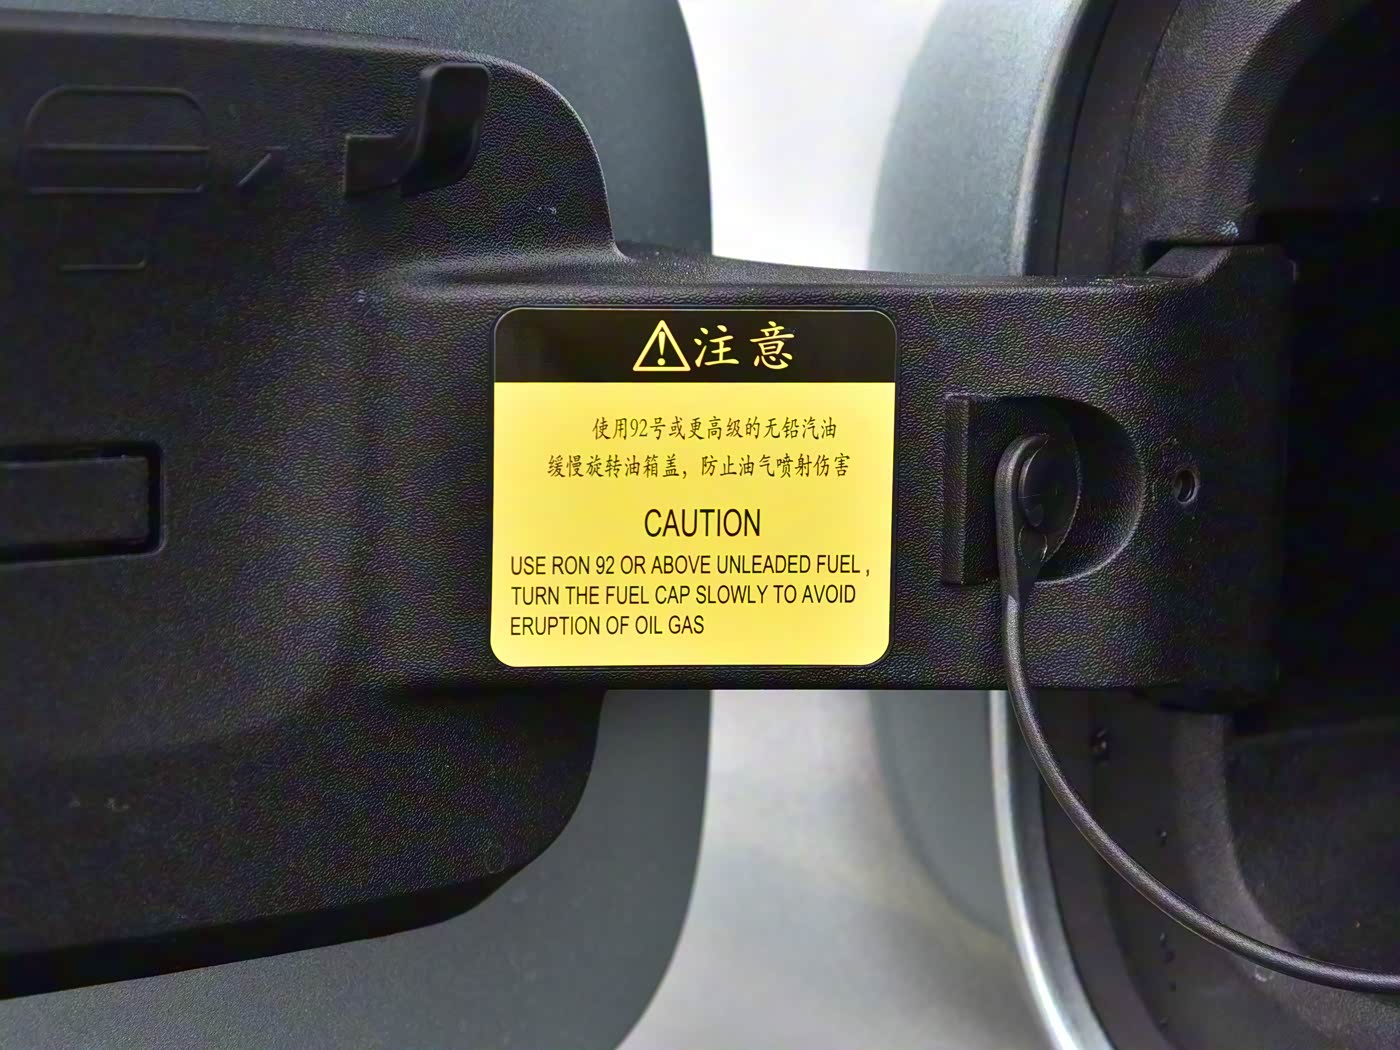 注意
使用92号或更高级的无铅汽油
缓慢旋转油箱盖，防止油气喷射伤害
CAUTION
USE RON 92 OR ABOVE UNLEADED FUEL ,
TURN THE FUEL CAP SLOWLY TO AVOID
ERUPTION OF OIL GAS